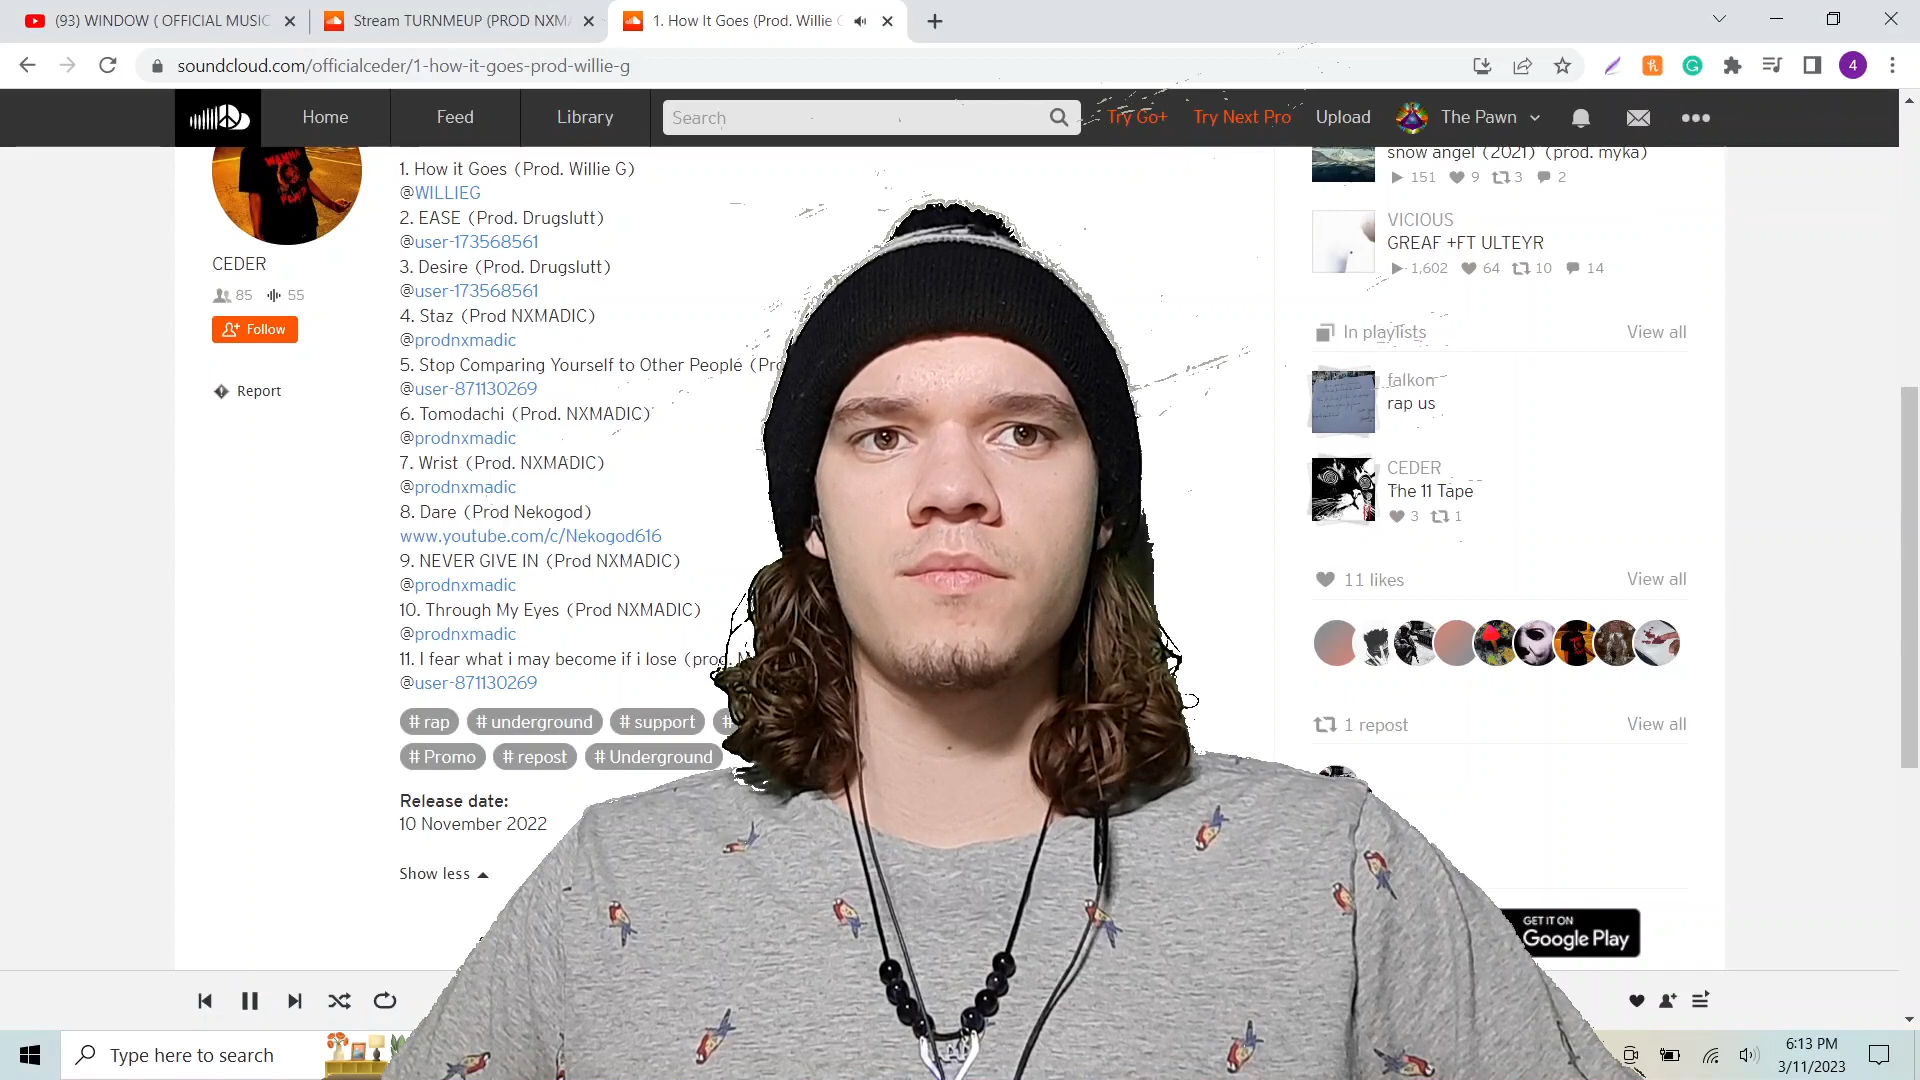 (93) WINDOW ( OFFICIAL MUSIC
Stream TURNMEUP (PROD NXMA
1. How It Goes (Prod. Willie G
soundcloud.com/officialceder/1-how-it-goes-prod-willie-g
4
Home
Feed
Library
Search
Try Go+
Try Next Pro
Upload
The Pawn
CEDER
85
55
Follow
Report
1. How it Goes (Prod. Willie G)
@WILLIEG
2. EASE (Prod. Drugslutt)
@user-173568561
3. Desire (Prod. Drugslutt)
@user-173568561
4. Staz (Prod NXMADIC)
@prodnxmadic
5. Stop Comparing Yourself to Other People (Pro
@user-871130269
6. Tomodachi (Prod. NXMADIC)
@prodnxmadic
7. Wrist (Prod. NXMADIC)
@prodnxmadic
8. Dare (Prod Nekogod)
www.youtube.com/c/Nekogod616
9. NEVER GIVE IN (Prod NXMADIC)
@prodnxmadic
10. Through My Eyes (Prod NXMADIC)
@prodnxmadic
11. I fear what i may become if i lose (prod.
@user-871130269
# rap
# underground
# support
#
# Promo
# repost
# Underground
Release date:
10 November 2022
Show less
snow angel (2021) (prod. myka)
151
9
3
2
VICIOUS
GREAF +FT ULTEYR
1,602
64
10
14
In playlists
View all
falkon
rap us
CEDER
The 11 Tape
3
1
11 likes
View all
1 repost
View all
GET IT ON
Google Play
Type here to search
6:13 PM
3/11/2023